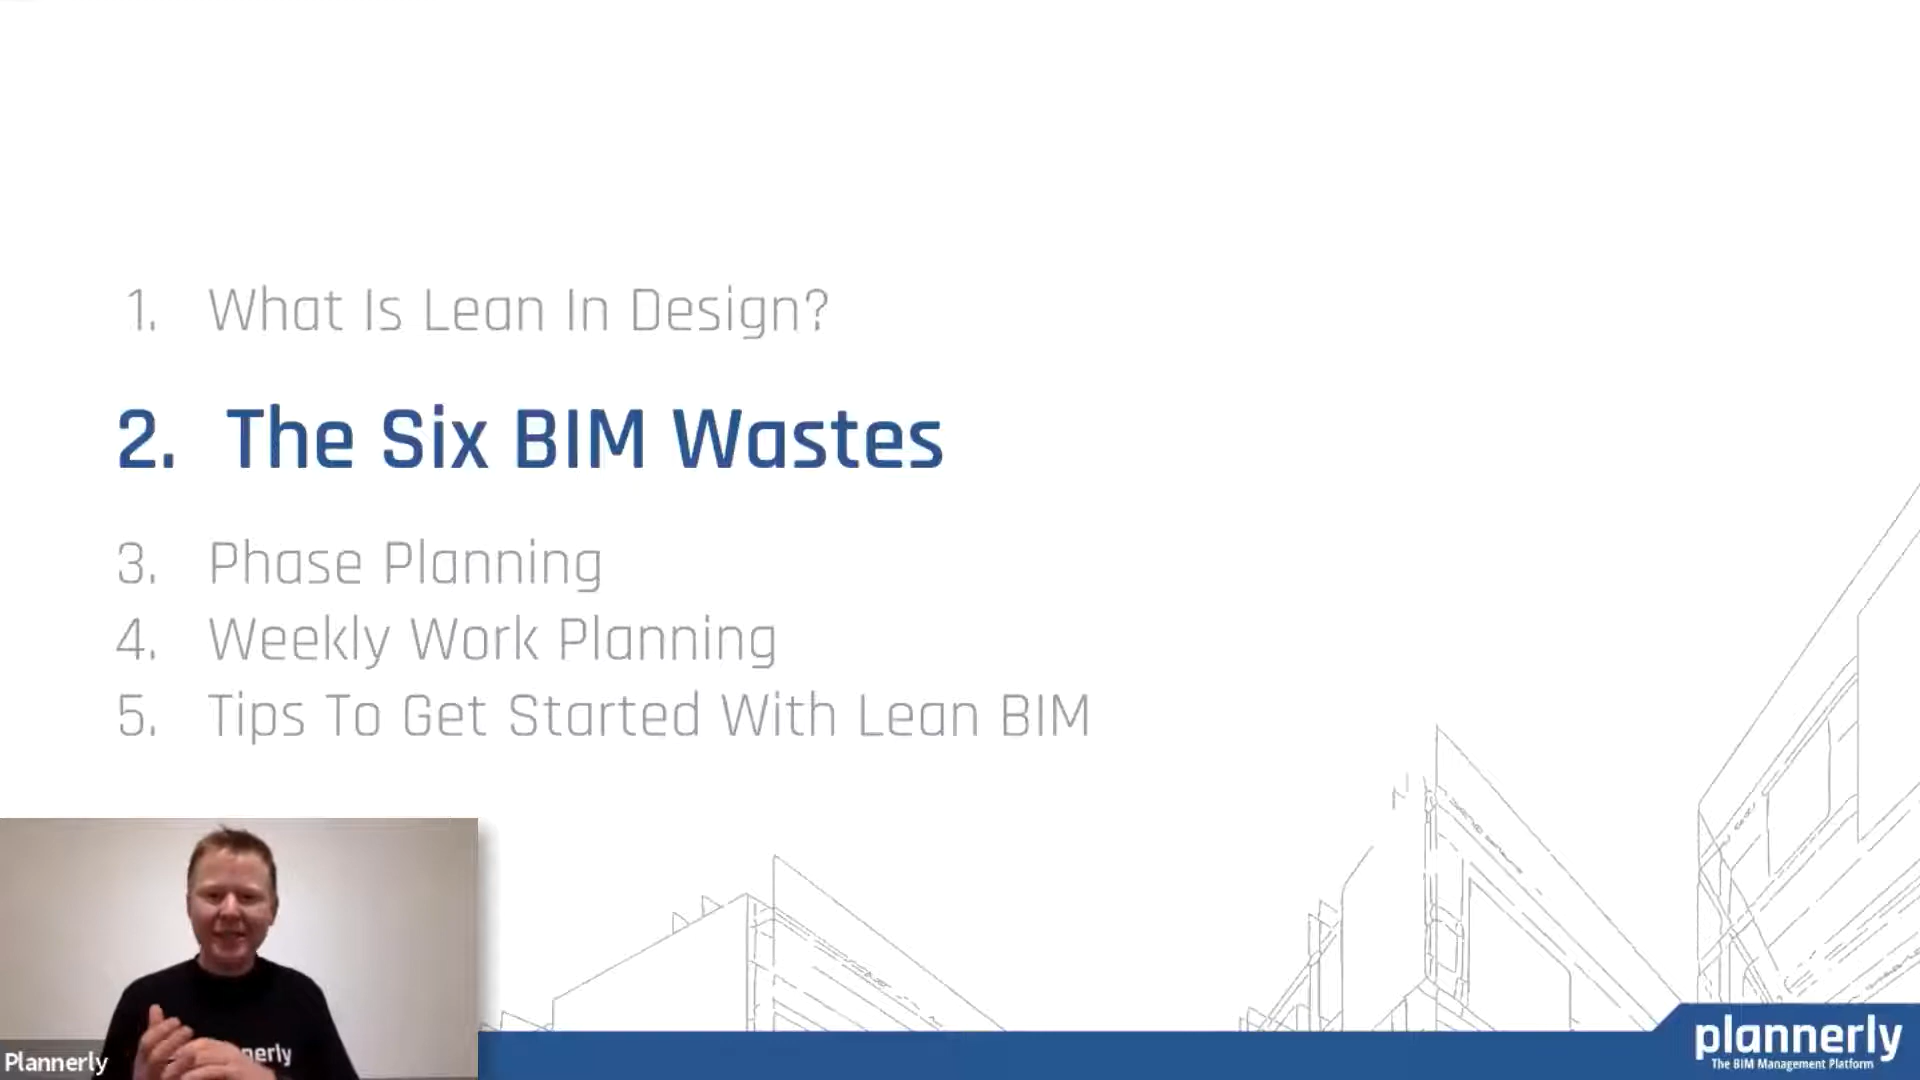 1. What Is Lean In Design?
2. The Six BIM Wastes
3. Phase Planning
4. Weekly Work Planning
5. Tips To Get Started With Lean BIM
nerly
Plannerly
plannerly
The BIM Management Platform